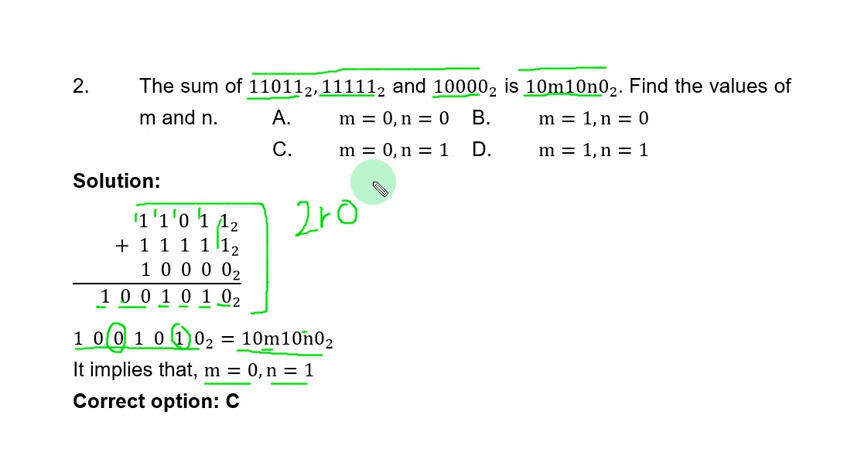 2. The sum of 11011₂, 11111₂ and 10000₂ is 10m10n0₂. Find the values of
m and n. A. m = 0, n = 0 B. m = 1, n = 0
C. m = 0, n = 1 D. m = 1, n = 1
Solution:
1 1 0 1 1₂
2r0
+ 1 1 1 1 1₂
1 0 0 0 0₂
1 0 0 1 0 1 0₂
1 0 0 1 0 1 0₂ = 10m10n0₂
It implies that, m = 0, n = 1
Correct option: C